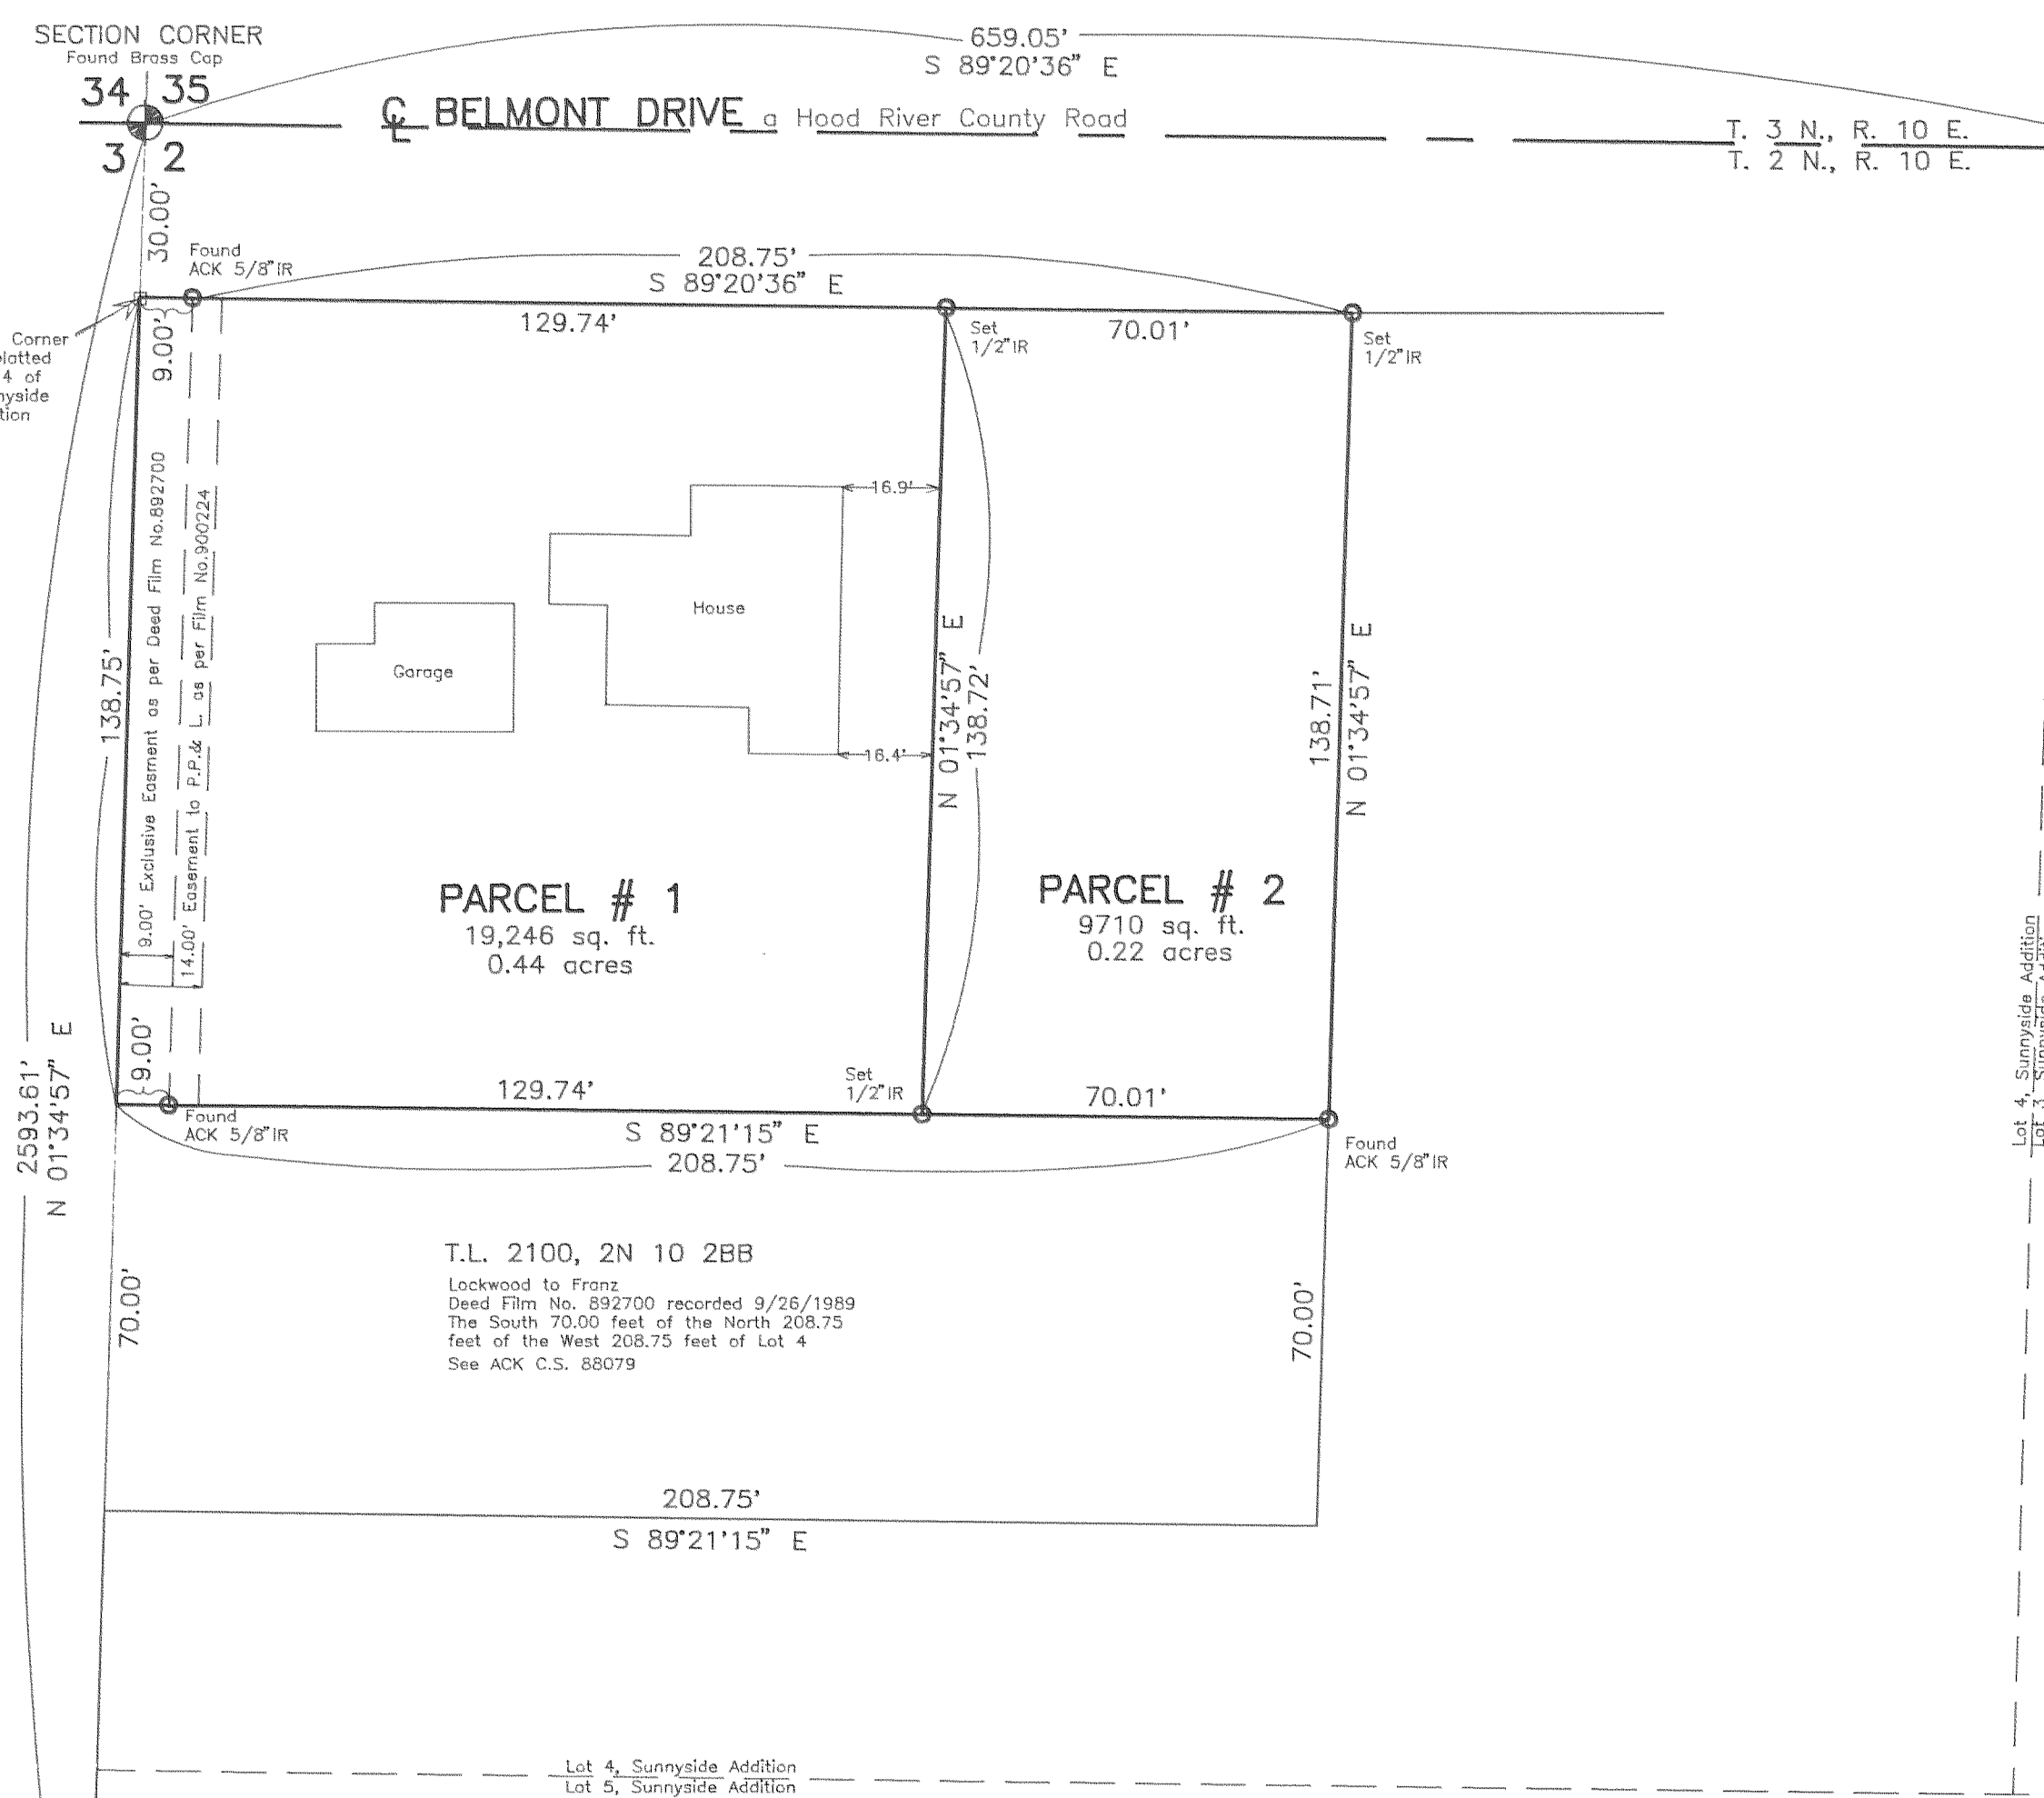 SECTION CORNER
Found Brass Cap
34 35
3 2
659.05'
S 89°20'36" E
℄ BELMONT DRIVE a Hood River County Road
T. 3 N., R. 10 E.
T. 2 N., R. 10 E.
30.00'
Found
ACK 5/8"IR
208.75'
S 89°20'36" E
129.74'
70.01'
Set
1/2"IR
Set
1/2"IR
Corner
4 of
9.00'
138.75'
9.00' Exclusive Easment as per Deed Film No.892700
14.00' Easement to P.P.& L. as per Film No.900224
16.9'
House
Garage
16.4'
N 01°34'57" E
138.72'
138.71'
N 01°34'57" E
PARCEL # 1
19,246 sq. ft.
0.44 acres
PARCEL # 2
9710 sq. ft.
0.22 acres
Lot 4, Sunnyside Addition
Lot 3 Sunnyside Addition
2593.61'
N 01°34'57" E
9.00'
Found
ACK 5/8"IR
129.74'
Set
1/2"IR
70.01'
S 89°21'15" E
208.75'
Found
ACK 5/8"IR
70.00'
T.L. 2100, 2N 10 2BB
Lockwood to Franz
Deed Film No. 892700 recorded 9/26/1989
The South 70.00 feet of the North 208.75
feet of the West 208.75 feet of Lot 4
See ACK C.S. 88079
70.00'
208.75'
S 89°21'15" E
Lot 4, Sunnyside Addition
Lot 5, Sunnyside Addition